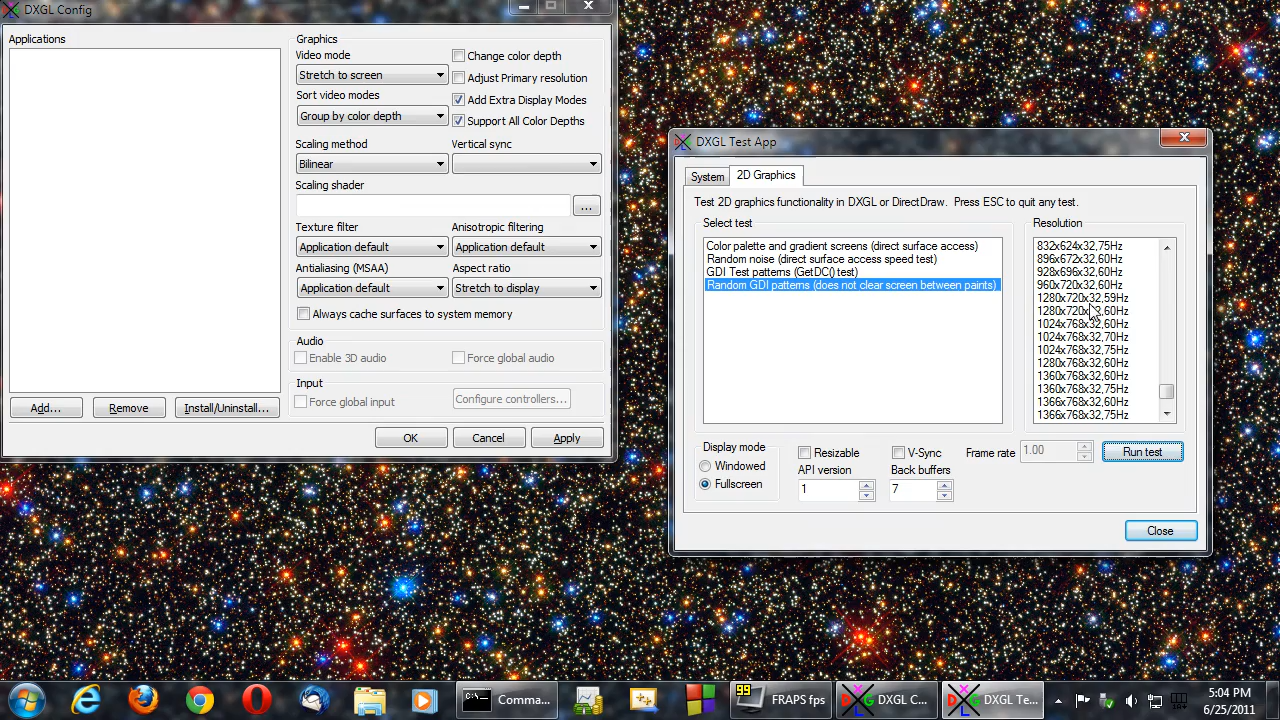 DXGL Config
Applications
Add...
Remove
Install/Uninstall...
Graphics
Video mode
Stretch to screen
Sort video modes
Group by color depth
Change color depth
Adjust Primary resolution
Add Extra Display Modes
Support All Color Depths
Scaling method
Bilinear
Vertical sync
Scaling shader
...
Texture filter
Application default
Anisotropic filtering
Application default
Antialiasing (MSAA)
Application default
Aspect ratio
Stretch to display
Always cache surfaces to system memory
Audio
Enable 3D audio
Force global audio
Input
Force global input
Configure controllers...
OK
Cancel
Apply
DXGL Test App
System
2D Graphics
Test 2D graphics functionality in DXGL or DirectDraw. Press ESC to quit any test.
Select test
Color palette and gradient screens (direct surface access)
Random noise (direct surface access speed test)
GDI Test patterns (GetDC() test)
Random GDI patterns (does not clear screen between paints)
Resolution
832x624x32,75Hz
896x672x32,60Hz
928x696x32,60Hz
960x720x32,60Hz
1280x720x32,59Hz
1280x720x32,60Hz
1024x768x32,60Hz
1024x768x32,70Hz
1024x768x32,75Hz
1280x768x32,60Hz
1360x768x32,60Hz
1360x768x32,75Hz
1366x768x32,60Hz
1366x768x32,75Hz
Display mode
Windowed
Fullscreen
Resizable
API version
1
V-Sync
Back buffers
7
Frame rate
1.00
Run test
Close
Comma...
99
FRAPS fps
DXGL C...
DXGL Te...
5:04 PM
6/25/2011